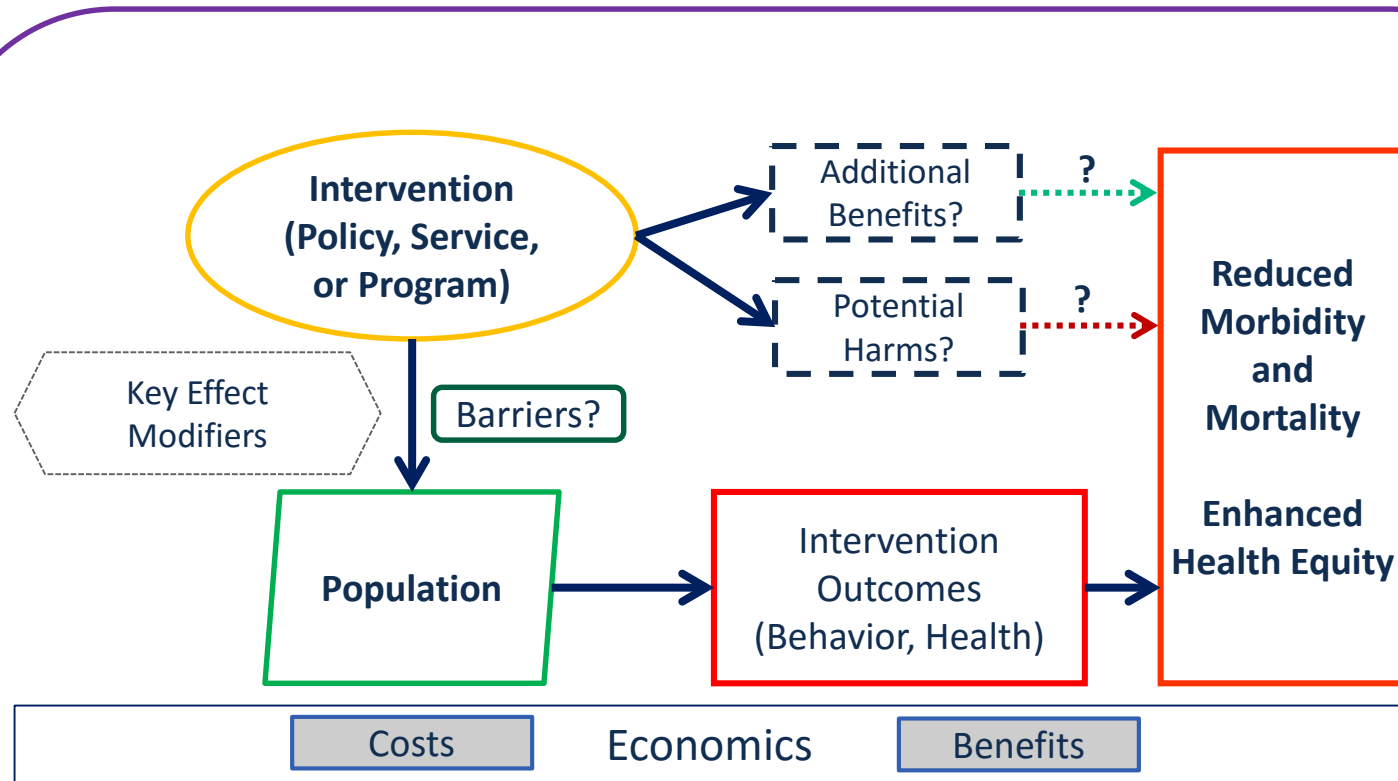 Intervention
(Policy, Service,
or Program)
Additional
Benefits?
?
Potential
Harms?
?
Reduced
Morbidity
and
Mortality
Enhanced
Health Equity
Key Effect
Modifiers
Barriers?
Population
Intervention
Outcomes
(Behavior, Health)
Costs
Economics
Benefits